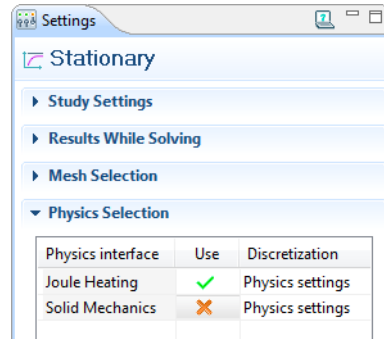 Settings
Stationary
Study Settings
Results While Solving
Mesh Selection
Physics Selection
Physics interface Use Discretization
Joule Heating Physics settings
Solid Mechanics Physics settings